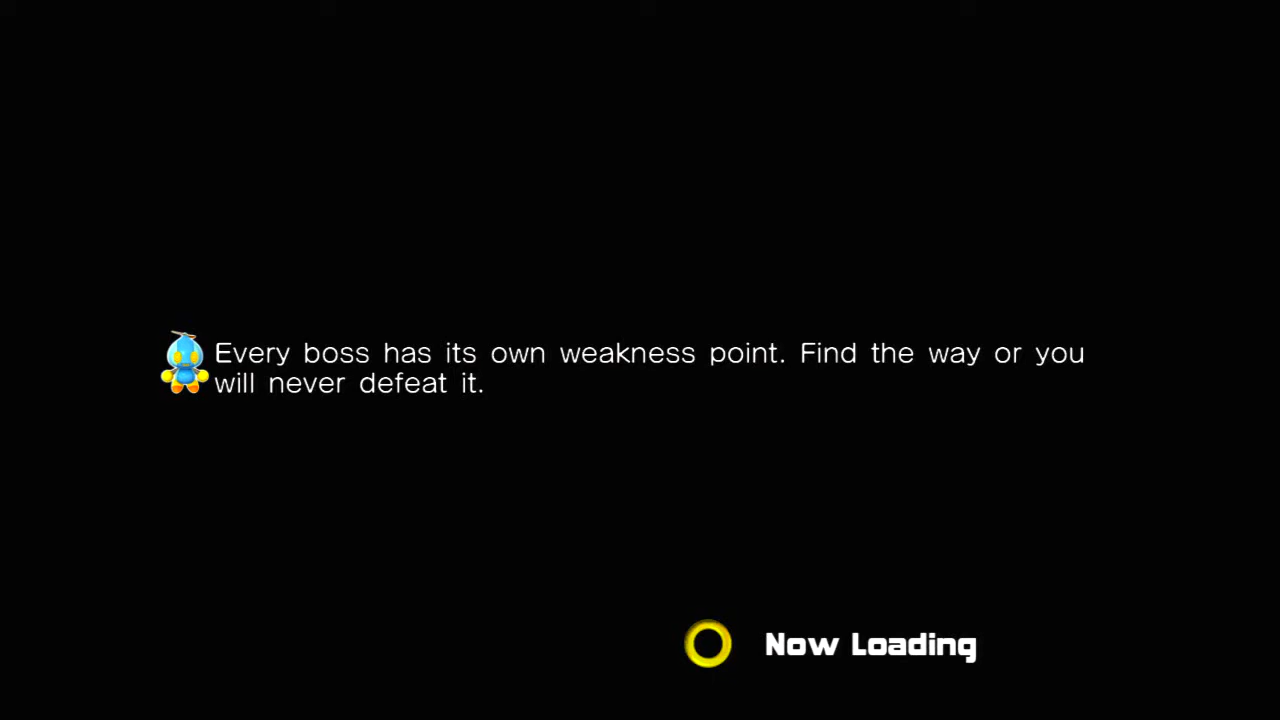 Every boss has its own weakness point. Find the way or you
will never defeat it.
Now Loading